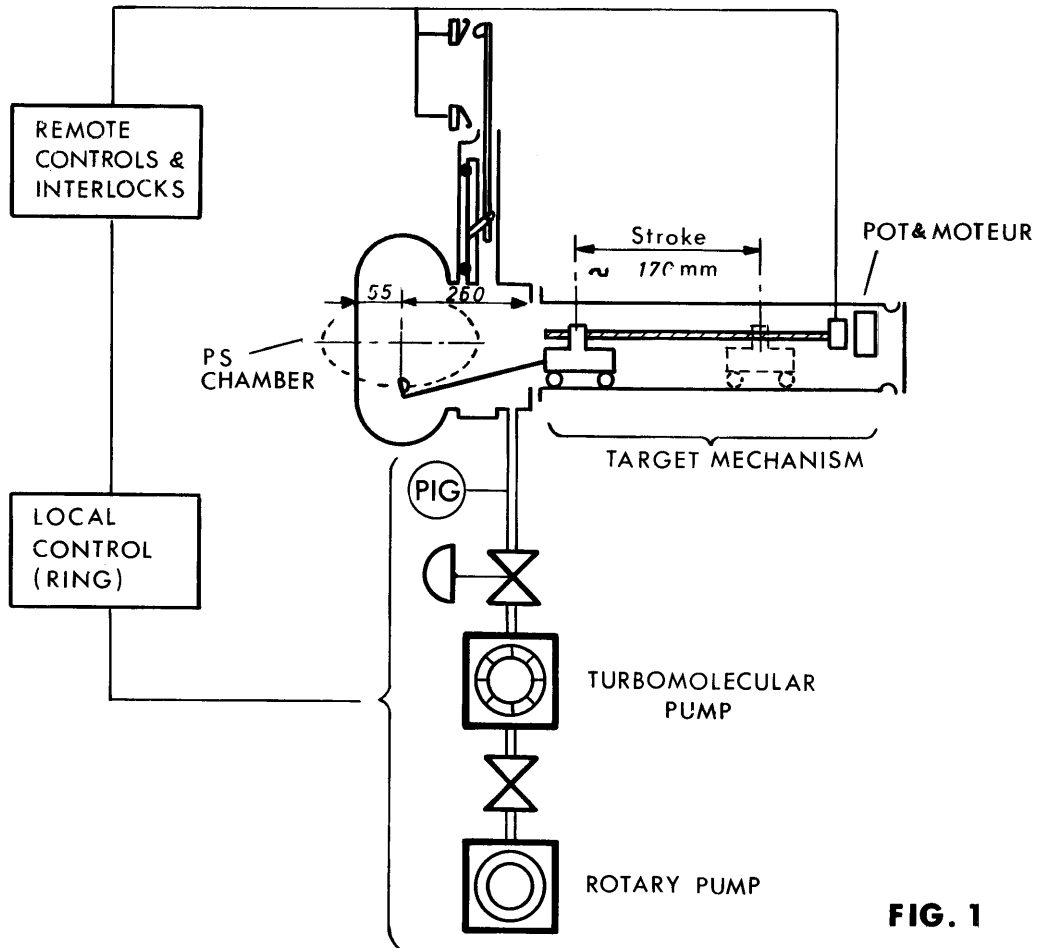 REMOTE
CONTROLS &
INTERLOCKS
POT & MOTEUR
Stroke
~ 170 mm
55
260
PS
CHAMBER
TARGET MECHANISM
PIG
LOCAL
CONTROL
(RING)
TURBOMOLECULAR
PUMP
ROTARY PUMP
FIG. 1